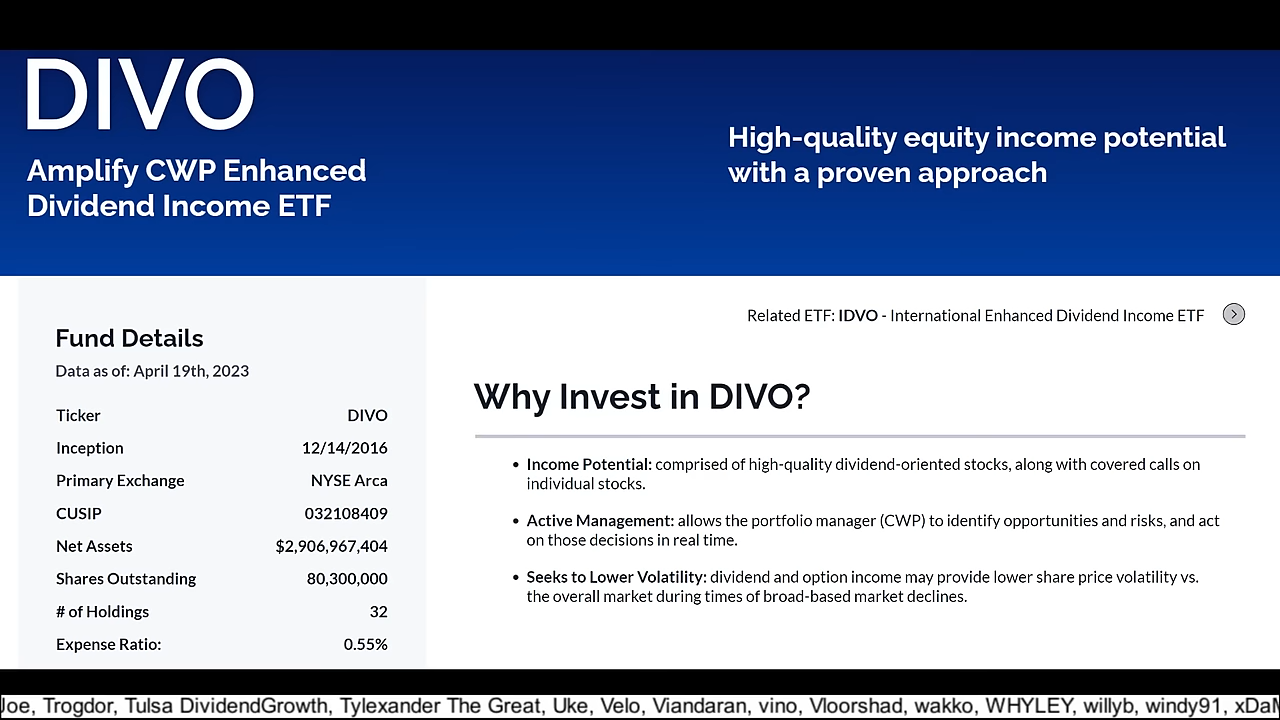 DIVO
Amplify CWP Enhanced
Dividend Income ETF
High-quality equity income potential
with a proven approach
Related ETF: IDVO - International Enhanced Dividend Income ETF
Fund Details
Data as of: April 19th, 2023
Ticker DIVO
Inception 12/14/2016
Primary Exchange NYSE Arca
CUSIP 032108409
Net Assets $2,906,967,404
Shares Outstanding 80,300,000
# of Holdings 32
Expense Ratio: 0.55%
Why Invest in DIVO?
• Income Potential: comprised of high-quality dividend-oriented stocks, along with covered calls on
individual stocks.
• Active Management: allows the portfolio manager (CWP) to identify opportunities and risks, and act
on those decisions in real time.
• Seeks to Lower Volatility: dividend and option income may provide lower share price volatility vs.
the overall market during times of broad-based market declines.
Joe, Trogdor, Tulsa DividendGrowth, Tylexander The Great, Uke, Velo, Viandaran, vino, Vloorshad, wakko, WHYLEY, willyb, windy91,